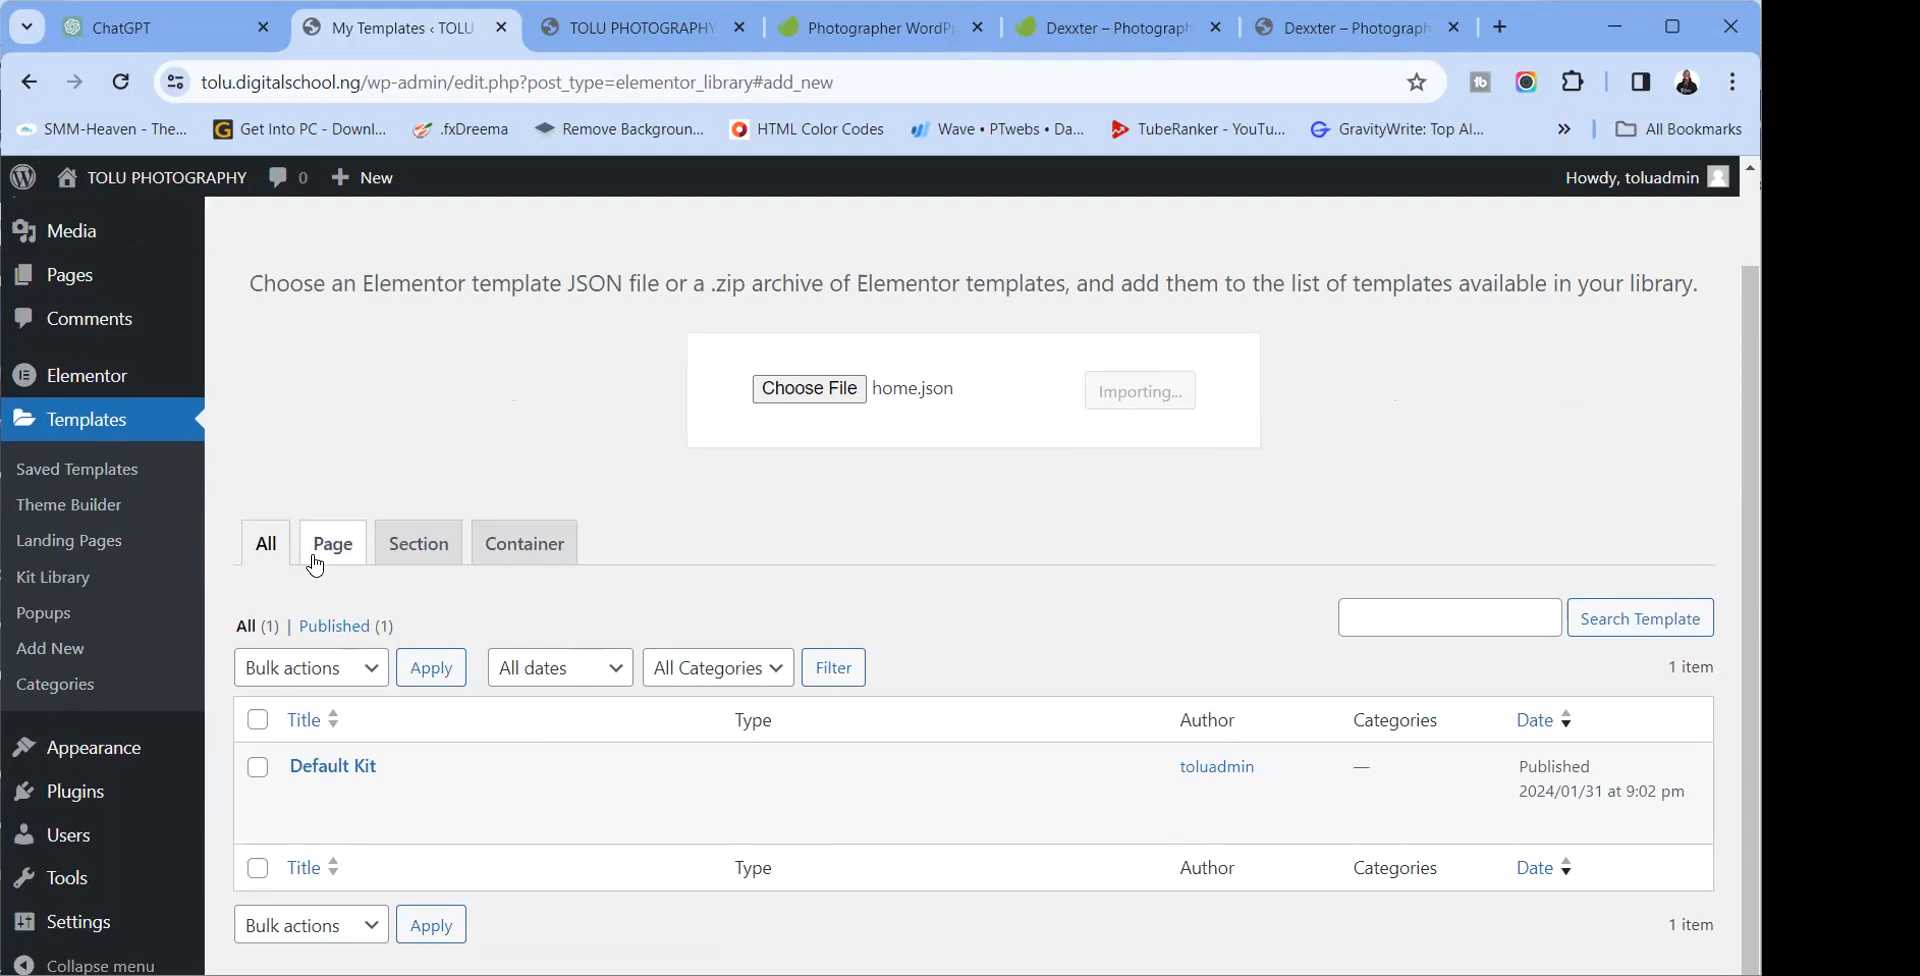 ChatGPT
My Templates ‹ TOLU
TOLU PHOTOGRAPHY
Photographer WordPr
Dexxter – Photograph
Dexxter – Photograph
tolu.digitalschool.ng/wp-admin/edit.php?post_type=elementor_library#add_new
SMM-Heaven - The...
Get Into PC - Downl...
.fxDreema
Remove Backgroun...
HTML Color Codes
Wave • PTwebs • Da...
TubeRanker - YouTu...
GravityWrite: Top AI...
All Bookmarks
TOLU PHOTOGRAPHY
0
New
Howdy, toluadmin
Media
Pages
Comments
Elementor
Templates
Saved Templates
Theme Builder
Landing Pages
Kit Library
Popups
Add New
Categories
Appearance
Plugins
Users
Tools
Settings
Collapse menu
Choose an Elementor template JSON file or a .zip archive of Elementor templates, and add them to the list of templates available in your library.
Choose File home.json
Importing...
All
Page
Section
Container
All (1) | Published (1)
Search Template
Bulk actions
Apply
All dates
All Categories
Filter
1 item
Title
Type
Author
Categories
Date
Default Kit
toluadmin
—
Published
2024/01/31 at 9:02 pm
Title
Type
Author
Categories
Date
Bulk actions
Apply
1 item